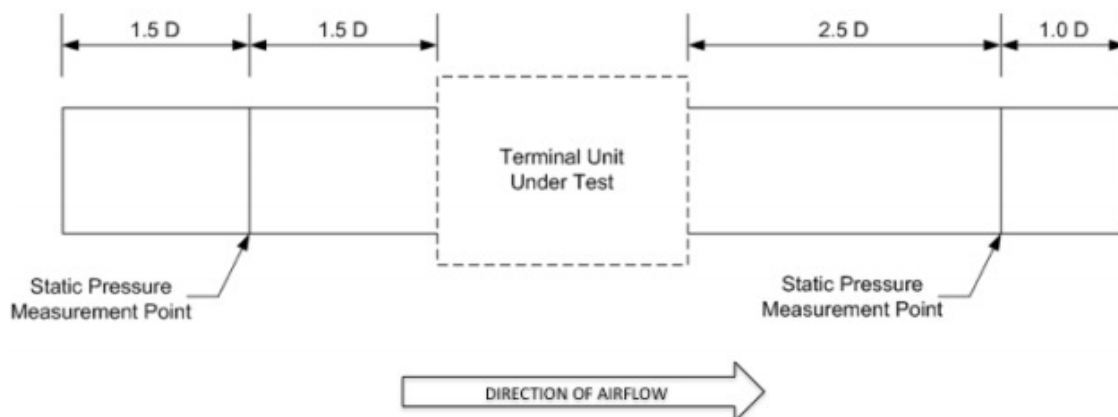 1.5 D
1.5 D
2.5 D
1.0 D
Terminal Unit
Under Test
Static Pressure
Measurement Point
Static Pressure
Measurement Point
DIRECTION OF AIRFLOW